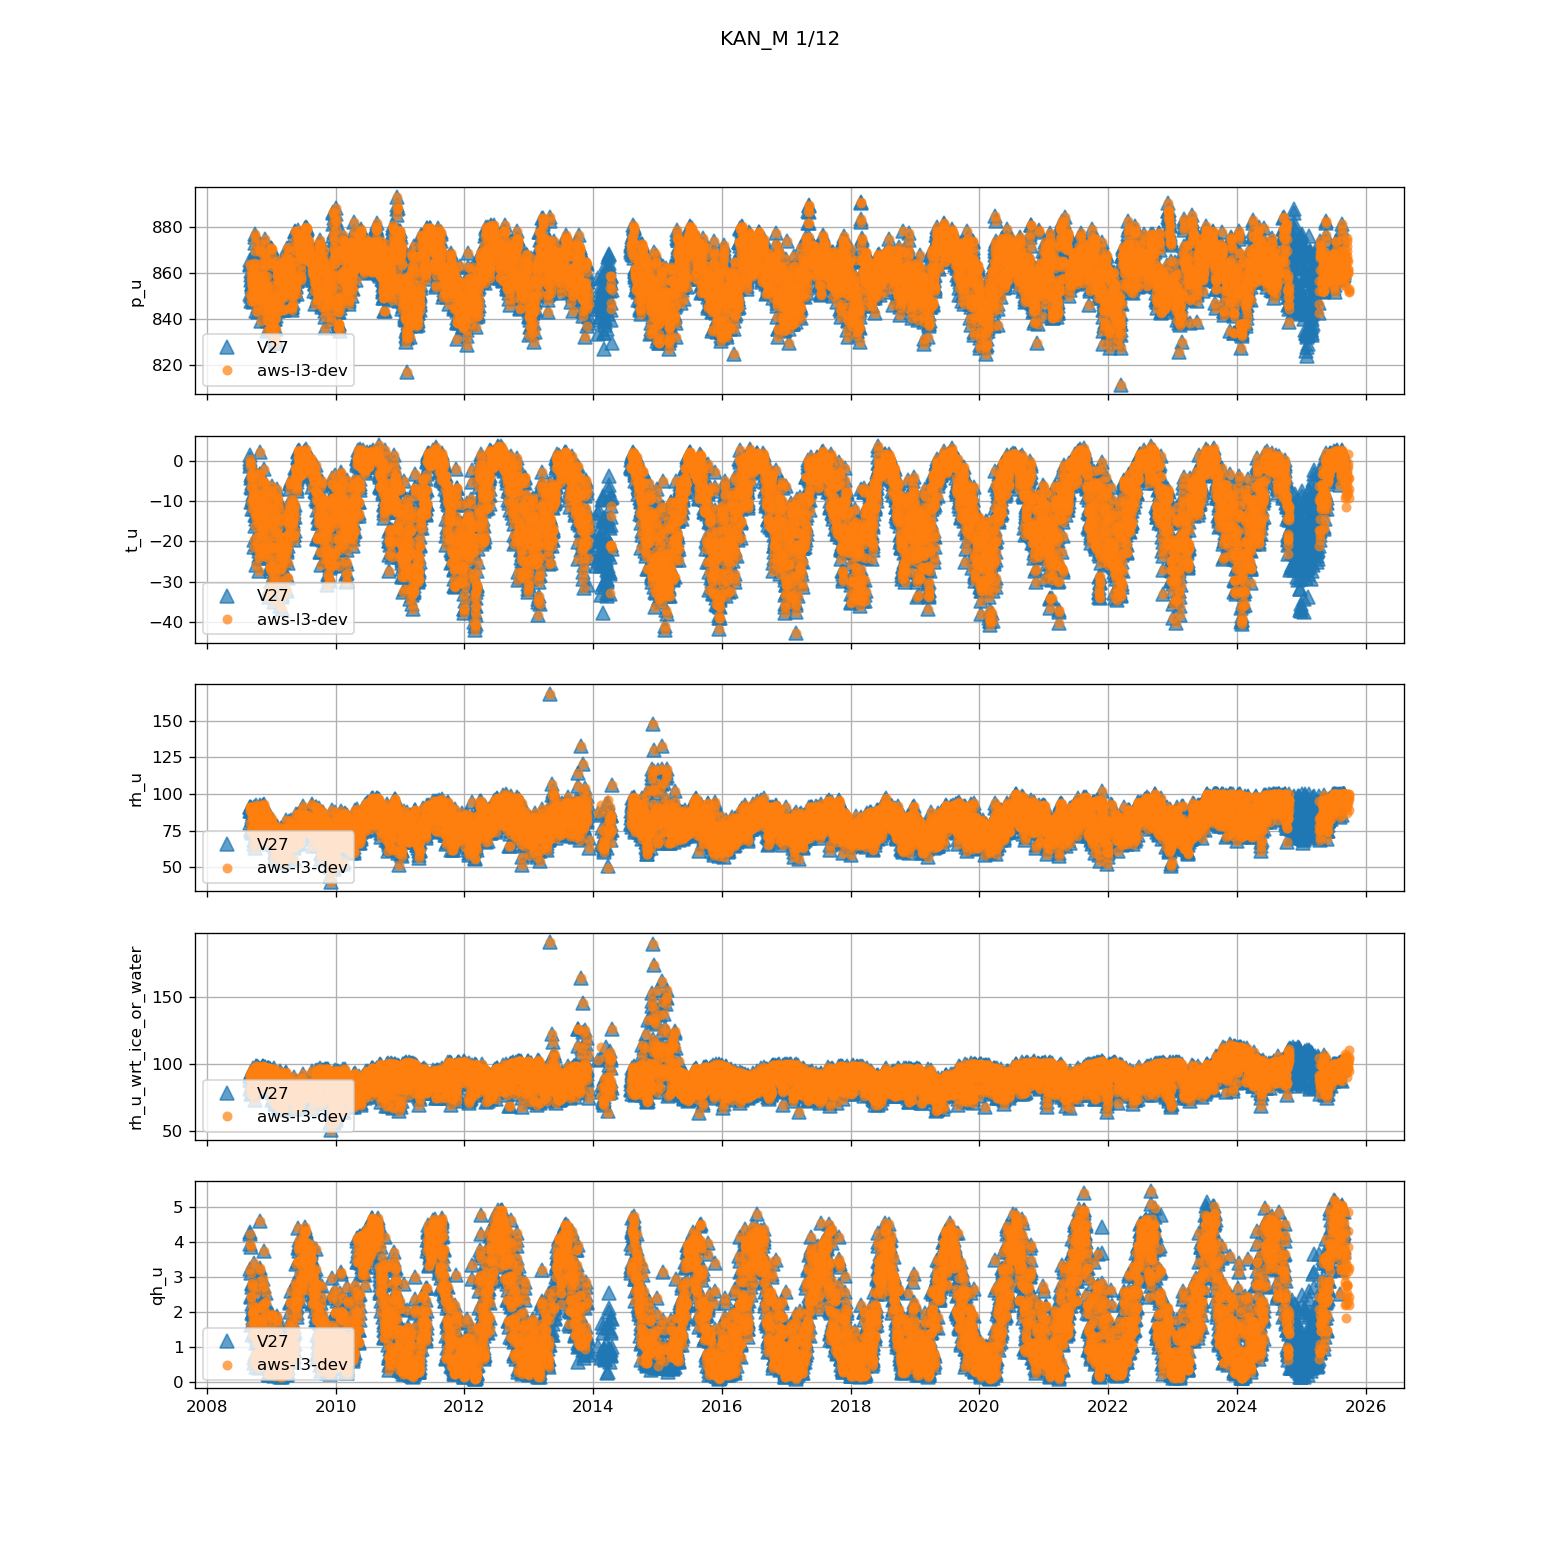 KAN_M 1/12
p_u
880
860
840
820
V27
aws-l3-dev
t_u
0
−10
−20
−30
−40
V27
aws-l3-dev
rh_u
150
125
100
75
50
V27
aws-l3-dev
rh_u_wrt_ice_or_water
150
100
50
V27
aws-l3-dev
qh_u
5
4
3
2
1
0
V27
aws-l3-dev
2008 2010 2012 2014 2016 2018 2020 2022 2024 2026